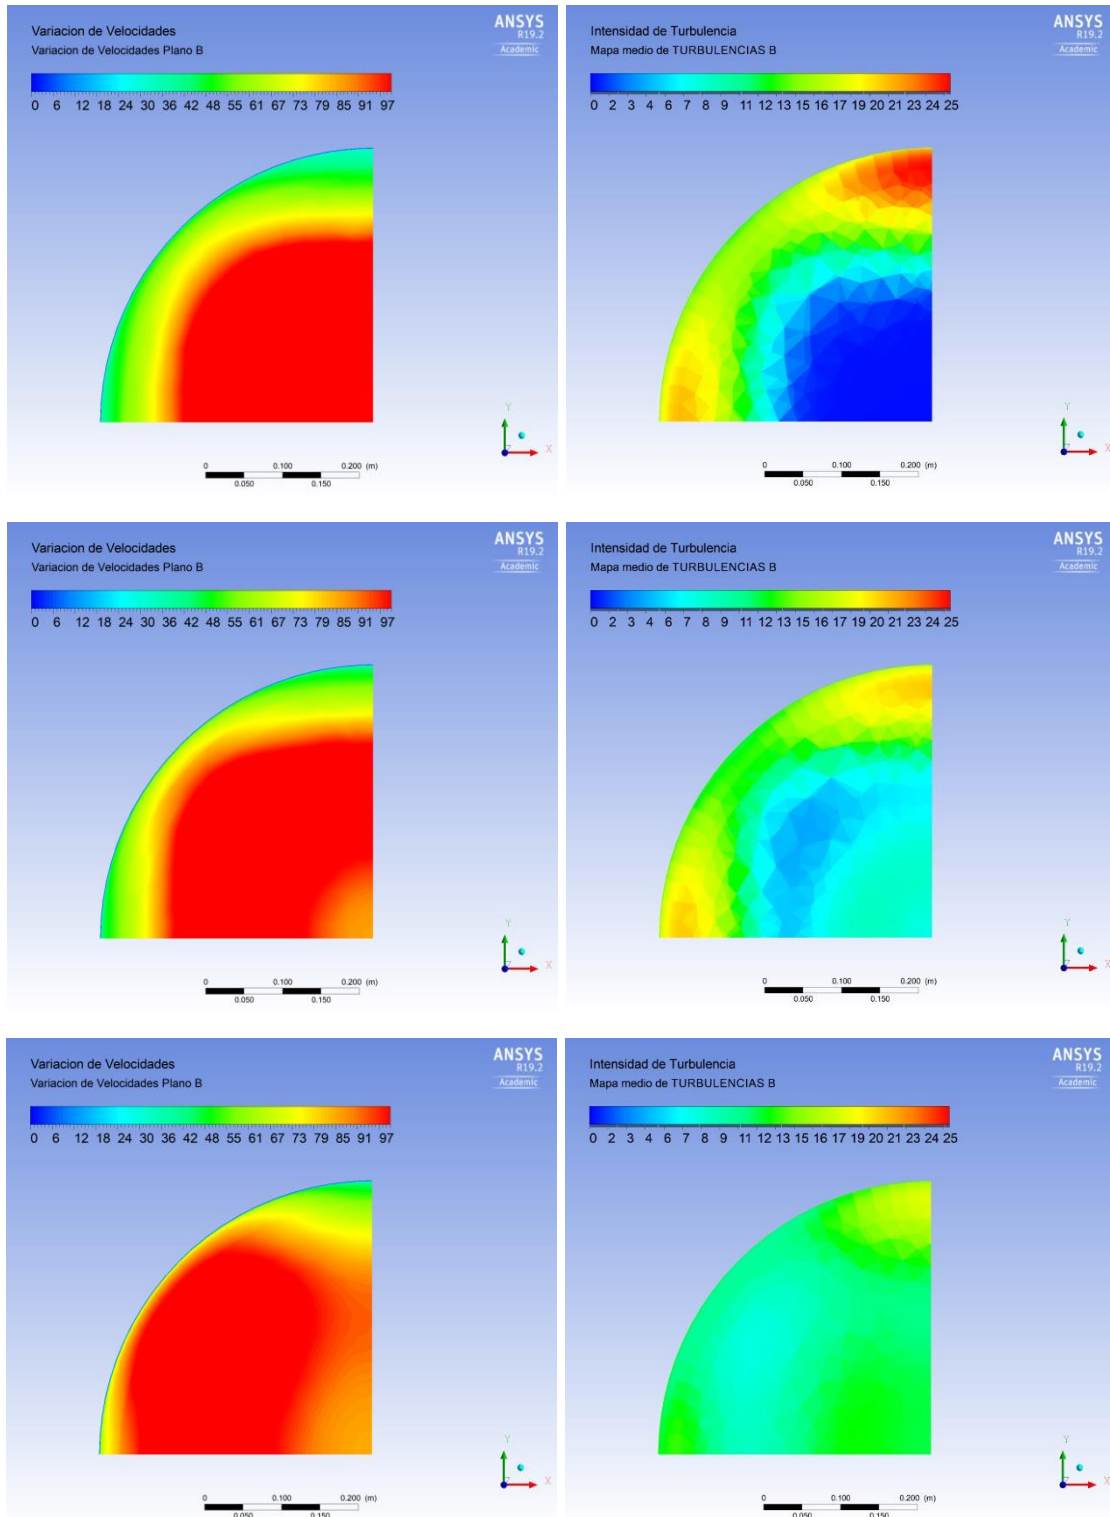 Variacion de Velocidades
Variacion de Velocidades Plano B
ANSYS
R19.2
Academic
0 6 12 18 24 30 36 42 48 55 61 67 73 79 85 91 97
0 0.100 0.200 (m)
0.050 0.150
Y
X
Z
Intensidad de Turbulencia
Mapa medio de TURBULENCIAS B
ANSYS
R19.2
Academic
0 2 3 4 6 7 8 9 11 12 13 15 16 17 19 20 21 23 24 25
0 0.100 0.200 (m)
0.050 0.150
Y
X
Z
Variacion de Velocidades
Variacion de Velocidades Plano B
ANSYS
R19.2
Academic
0 6 12 18 24 30 36 42 48 55 61 67 73 79 85 91 97
0 0.100 0.200 (m)
0.050 0.150
Y
X
Z
Intensidad de Turbulencia
Mapa medio de TURBULENCIAS B
ANSYS
R19.2
Academic
0 2 3 4 6 7 8 9 11 12 13 15 16 17 19 20 21 23 24 25
0 0.100 0.200 (m)
0.050 0.150
Y
X
Z
Variacion de Velocidades
Variacion de Velocidades Plano B
ANSYS
R19.2
Academic
0 6 12 18 24 30 36 42 48 55 61 67 73 79 85 91 97
0 0.100 0.200 (m)
0.050 0.150
Y
X
Z
Intensidad de Turbulencia
Mapa medio de TURBULENCIAS B
ANSYS
R19.2
Academic
0 2 3 4 6 7 8 9 11 12 13 15 16 17 19 20 21 23 24 25
0 0.100 0.200 (m)
0.050 0.150
Y
X
Z